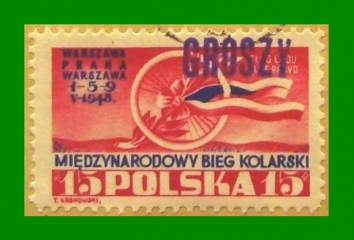 WARSZAWA
PRAHA
WARSZAWA
1-5-9
V-1948.
GROSZY
MIĘDZYNARODOWY BIEG KOLARSKI
15 POLSKA 15